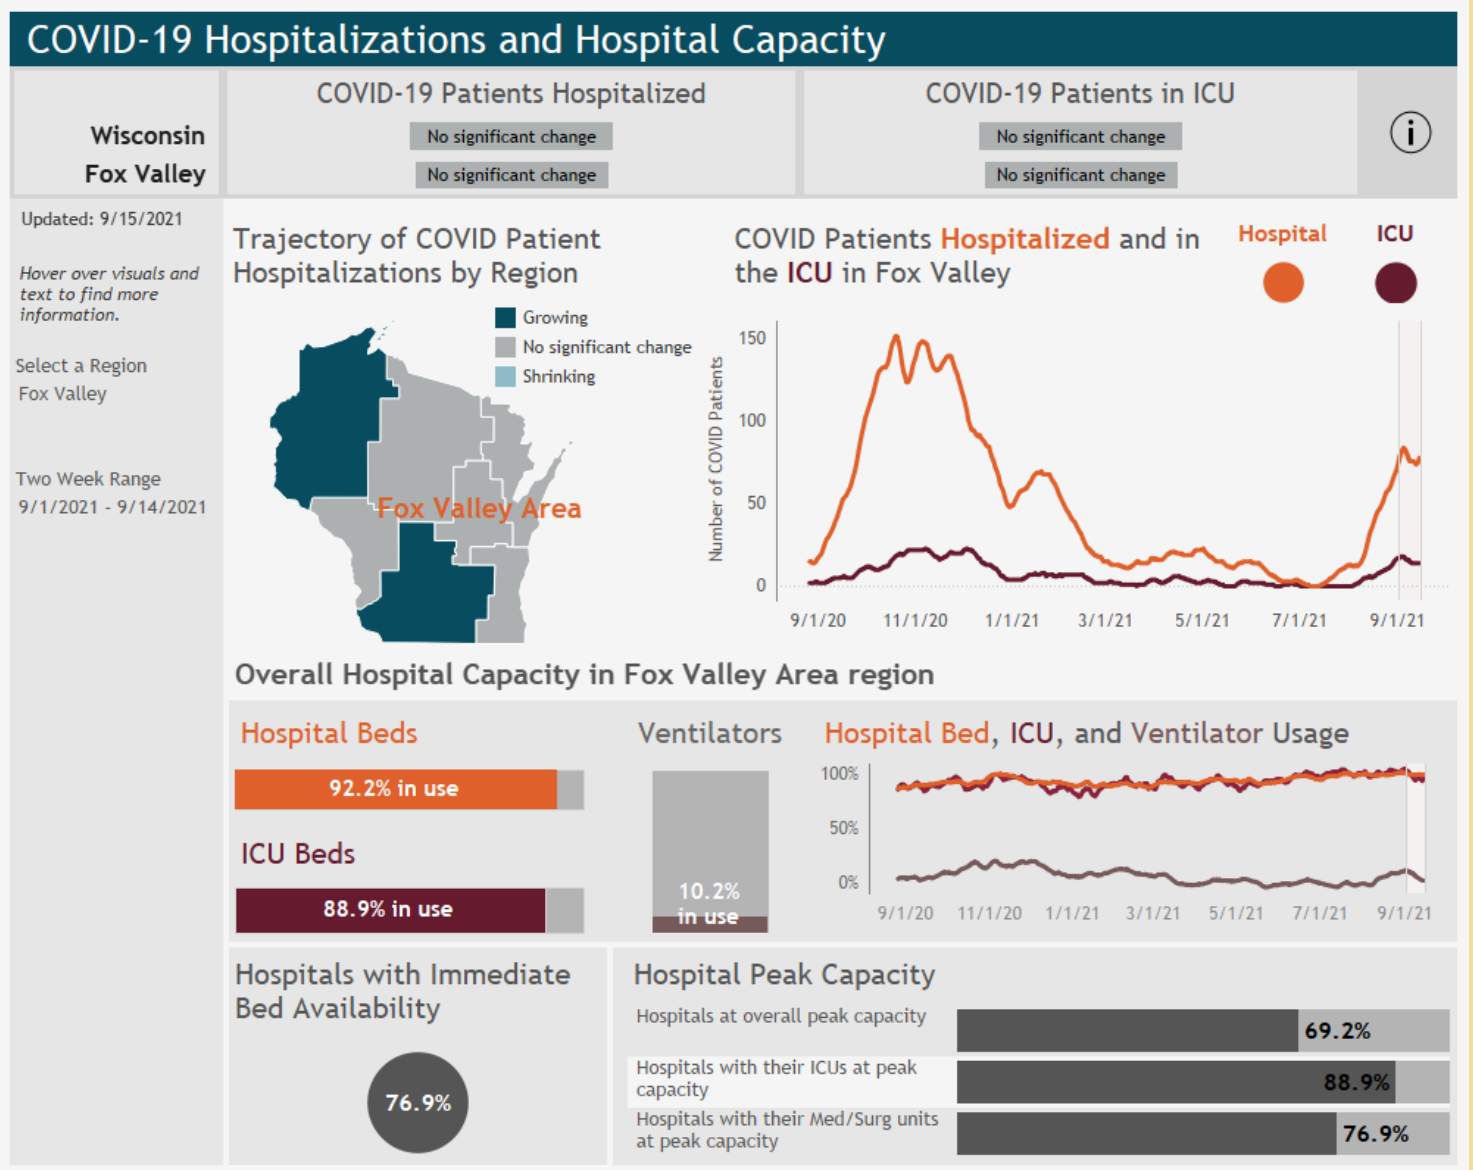 COVID-19 Hospitalizations and Hospital Capacity
COVID-19 Patients Hospitalized
COVID-19 Patients in ICU
Wisconsin
No significant change
No significant change
i
Fox Valley
No significant change
No significant change
Updated: 9/15/2021
Hover over visuals and
text to find more
information.
Select a Region
Fox Valley
Two Week Range
9/1/2021 - 9/14/2021
Trajectory of COVID Patient
Hospitalizations by Region
Growing
No significant change
Shrinking
Fox Valley Area
COVID Patients Hospitalized and in
the ICU in Fox Valley
Hospital
ICU
Number of COVID Patients
150
100
50
0
9/1/20
11/1/20
1/1/21
3/1/21
5/1/21
7/1/21
9/1/21
Overall Hospital Capacity in Fox Valley Area region
Hospital Beds
92.2% in use
ICU Beds
88.9% in use
Ventilators
10.2%
in use
Hospital Bed, ICU, and Ventilator Usage
100%
50%
0%
9/1/20
11/1/20
1/1/21
3/1/21
5/1/21
7/1/21
9/1/21
Hospitals with Immediate
Bed Availability
76.9%
Hospital Peak Capacity
Hospitals at overall peak capacity
69.2%
Hospitals with their ICUs at peak
capacity
88.9%
Hospitals with their Med/Surg units
at peak capacity
76.9%